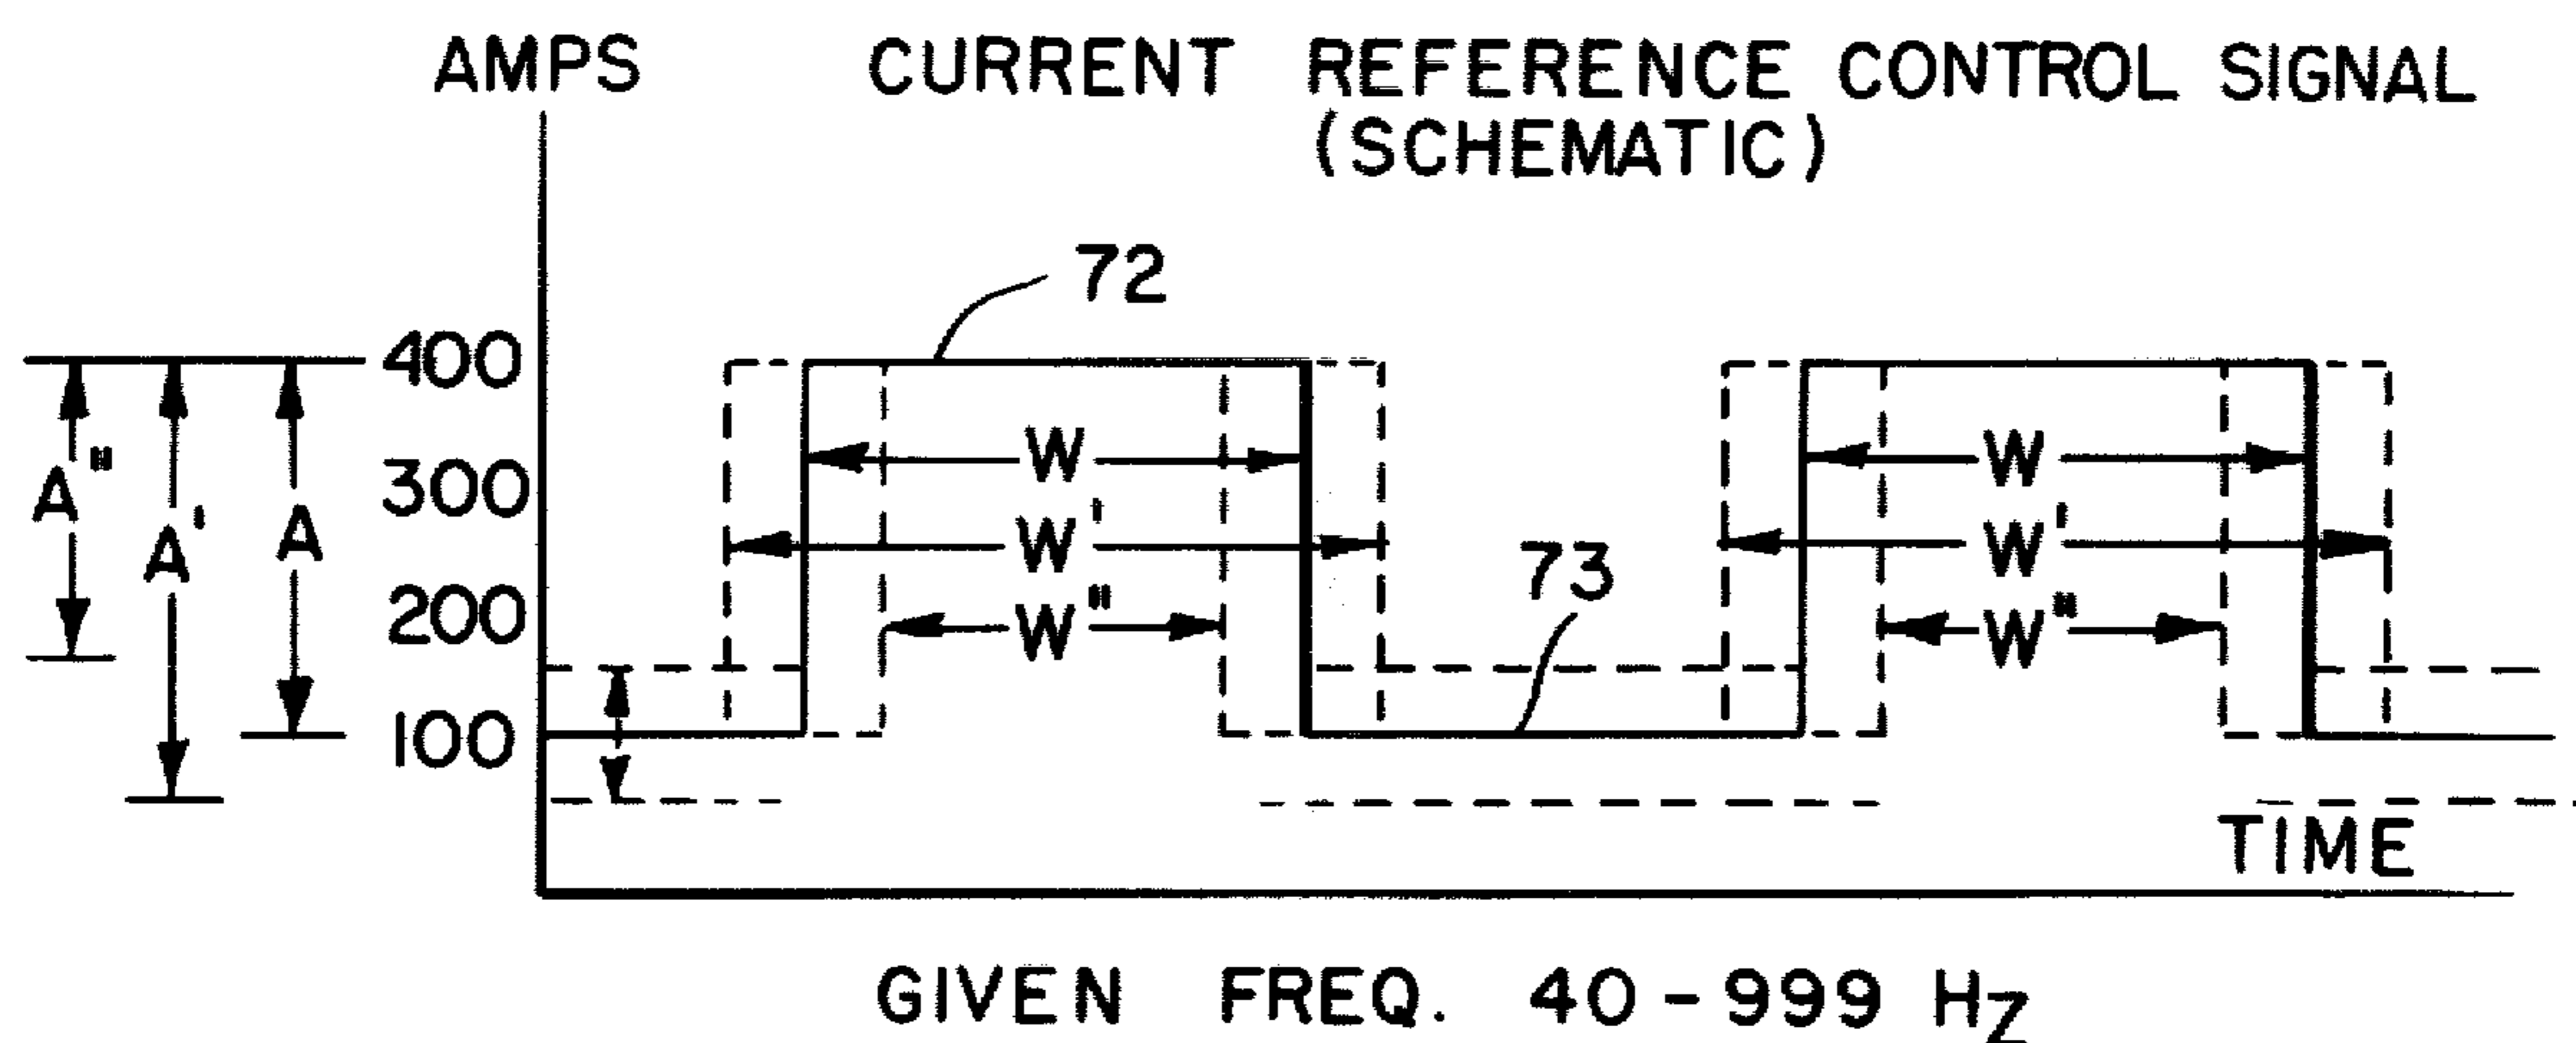 AMPS CURRENT REFERENCE CONTROL SIGNAL
(SCHEMATIC)
72
400
A" A' A
300
200
100
W W
W' W'
W" W"
73
TIME
GIVEN FREQ. 40-999 Hz